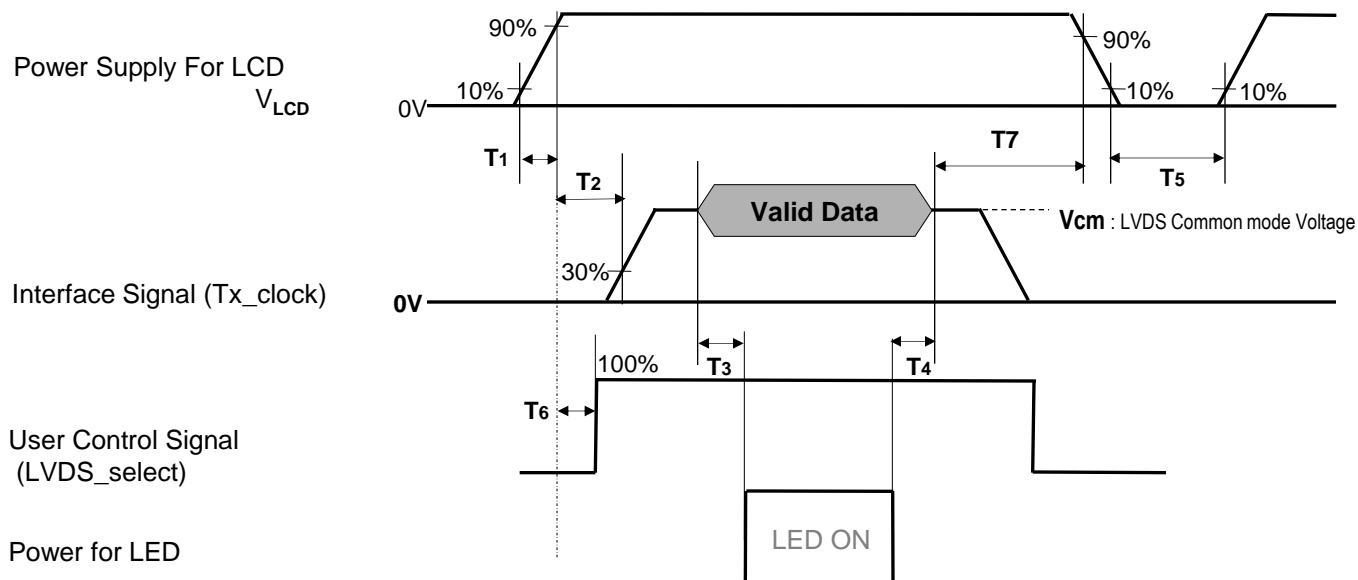 90%
90%
Power Supply For LCD
VLCD
10%
10%
10%
0V
T1
T7
T2
T5
Valid Data
Vcm : LVDS Common mode Voltage
30%
Interface Signal (Tx_clock)
0V
T3
T4
100%
T6
User Control Signal
(LVDS_select)
LED ON
Power for LED